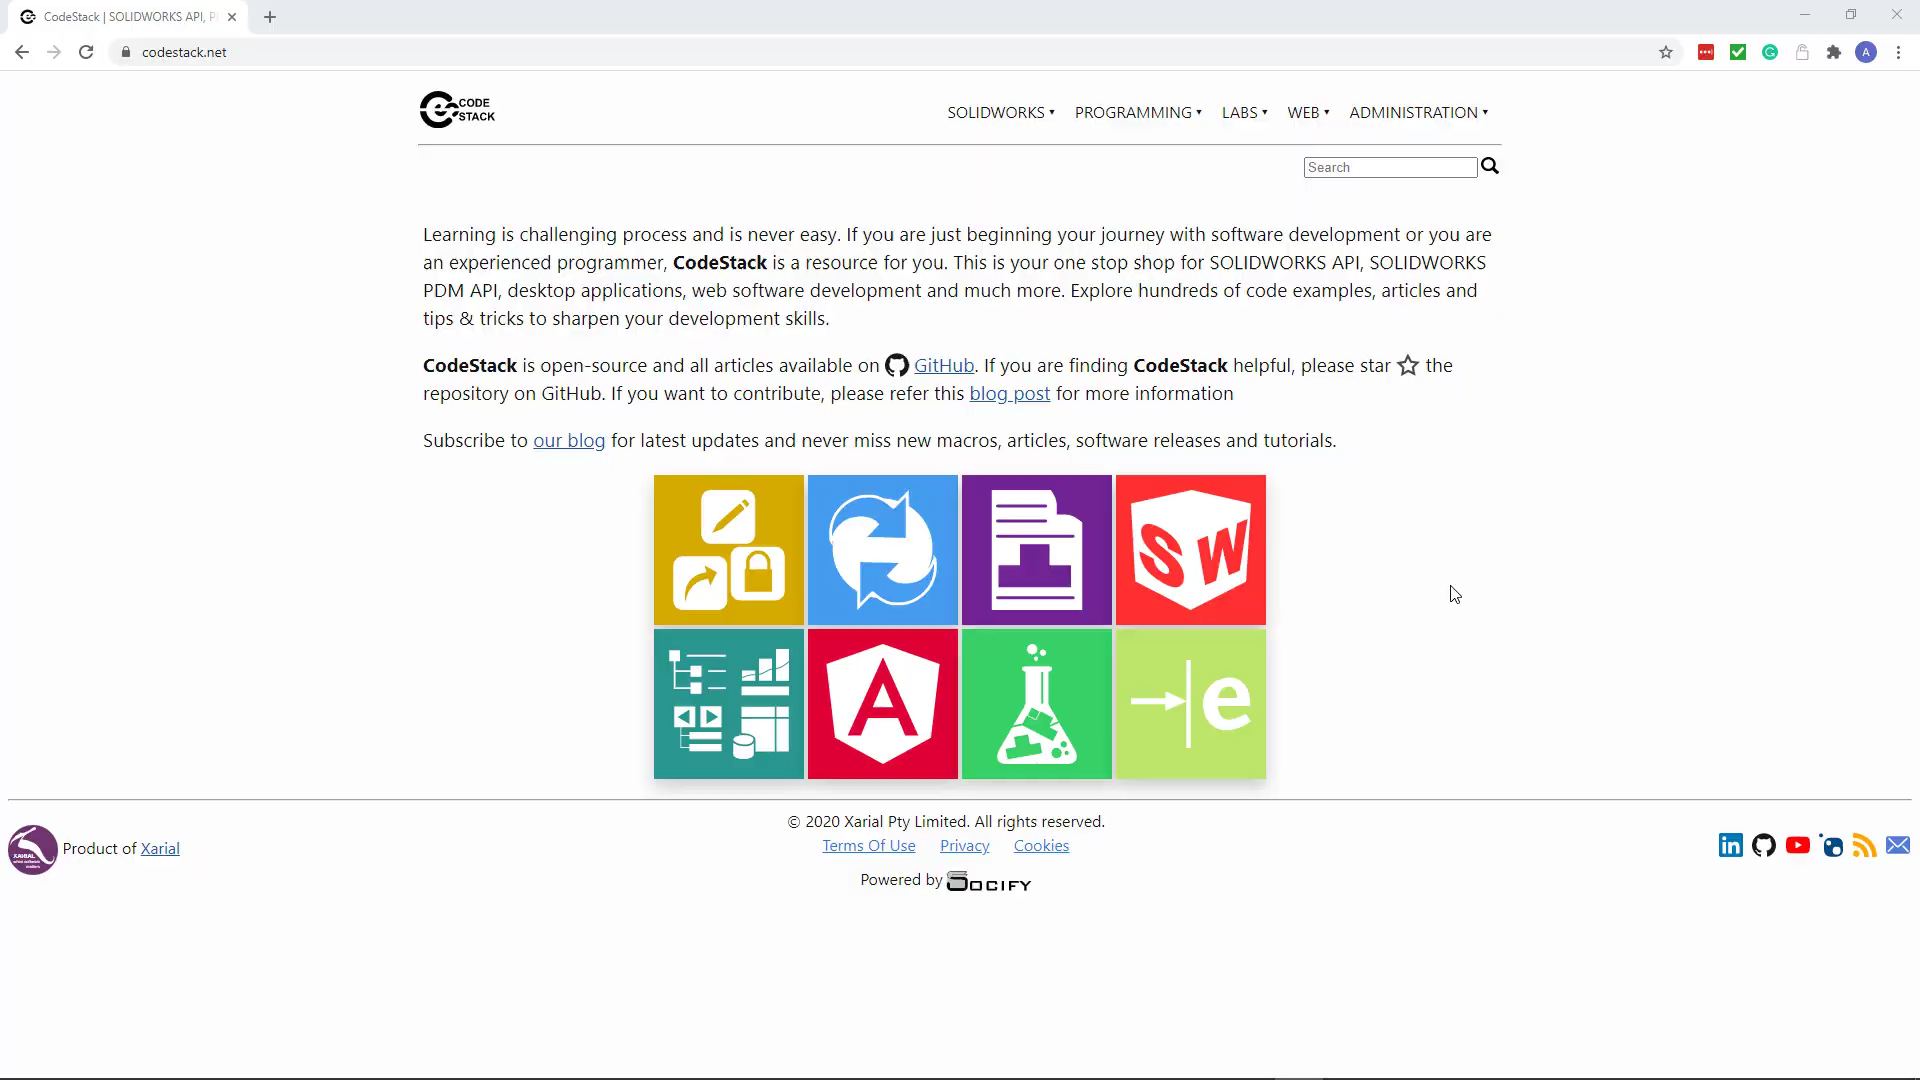 CodeStack | SOLIDWORKS API, P
codestack.net
A
CODE
STACK
SOLIDWORKS ▾ PROGRAMMING ▾ LABS ▾ WEB ▾ ADMINISTRATION ▾
Search
Learning is challenging process and is never easy. If you are just beginning your journey with software development or you are
an experienced programmer, CodeStack is a resource for you. This is your one stop shop for SOLIDWORKS API, SOLIDWORKS
PDM API, desktop applications, web software development and much more. Explore hundreds of code examples, articles and
tips & tricks to sharpen your development skills.
CodeStack is open-source and all articles available on GitHub. If you are finding CodeStack helpful, please star the
repository on GitHub. If you want to contribute, please refer this blog post for more information
Subscribe to our blog for latest updates and never miss new macros, articles, software releases and tutorials.
SW
A
e
© 2020 Xarial Pty Limited. All rights reserved.
Terms Of Use Privacy Cookies
XARIAL
Product of Xarial
in
Powered by SOCIFY